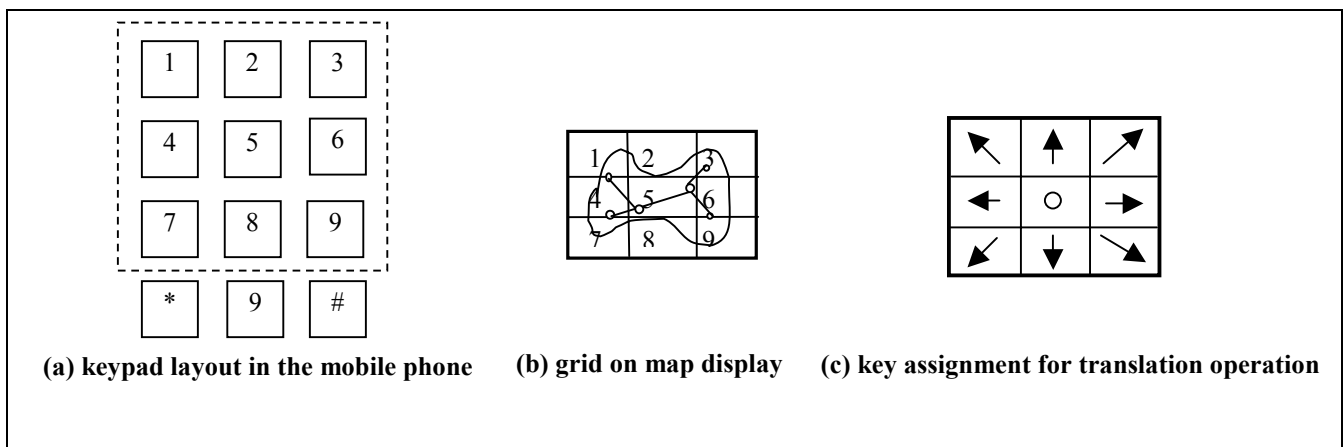 1 2 3
4 5 6
7 8 9
* 9 #
(a) keypad layout in the mobile phone
1 2 3
4 5 6
7 8 9
(b) grid on map display
(c) key assignment for translation operation